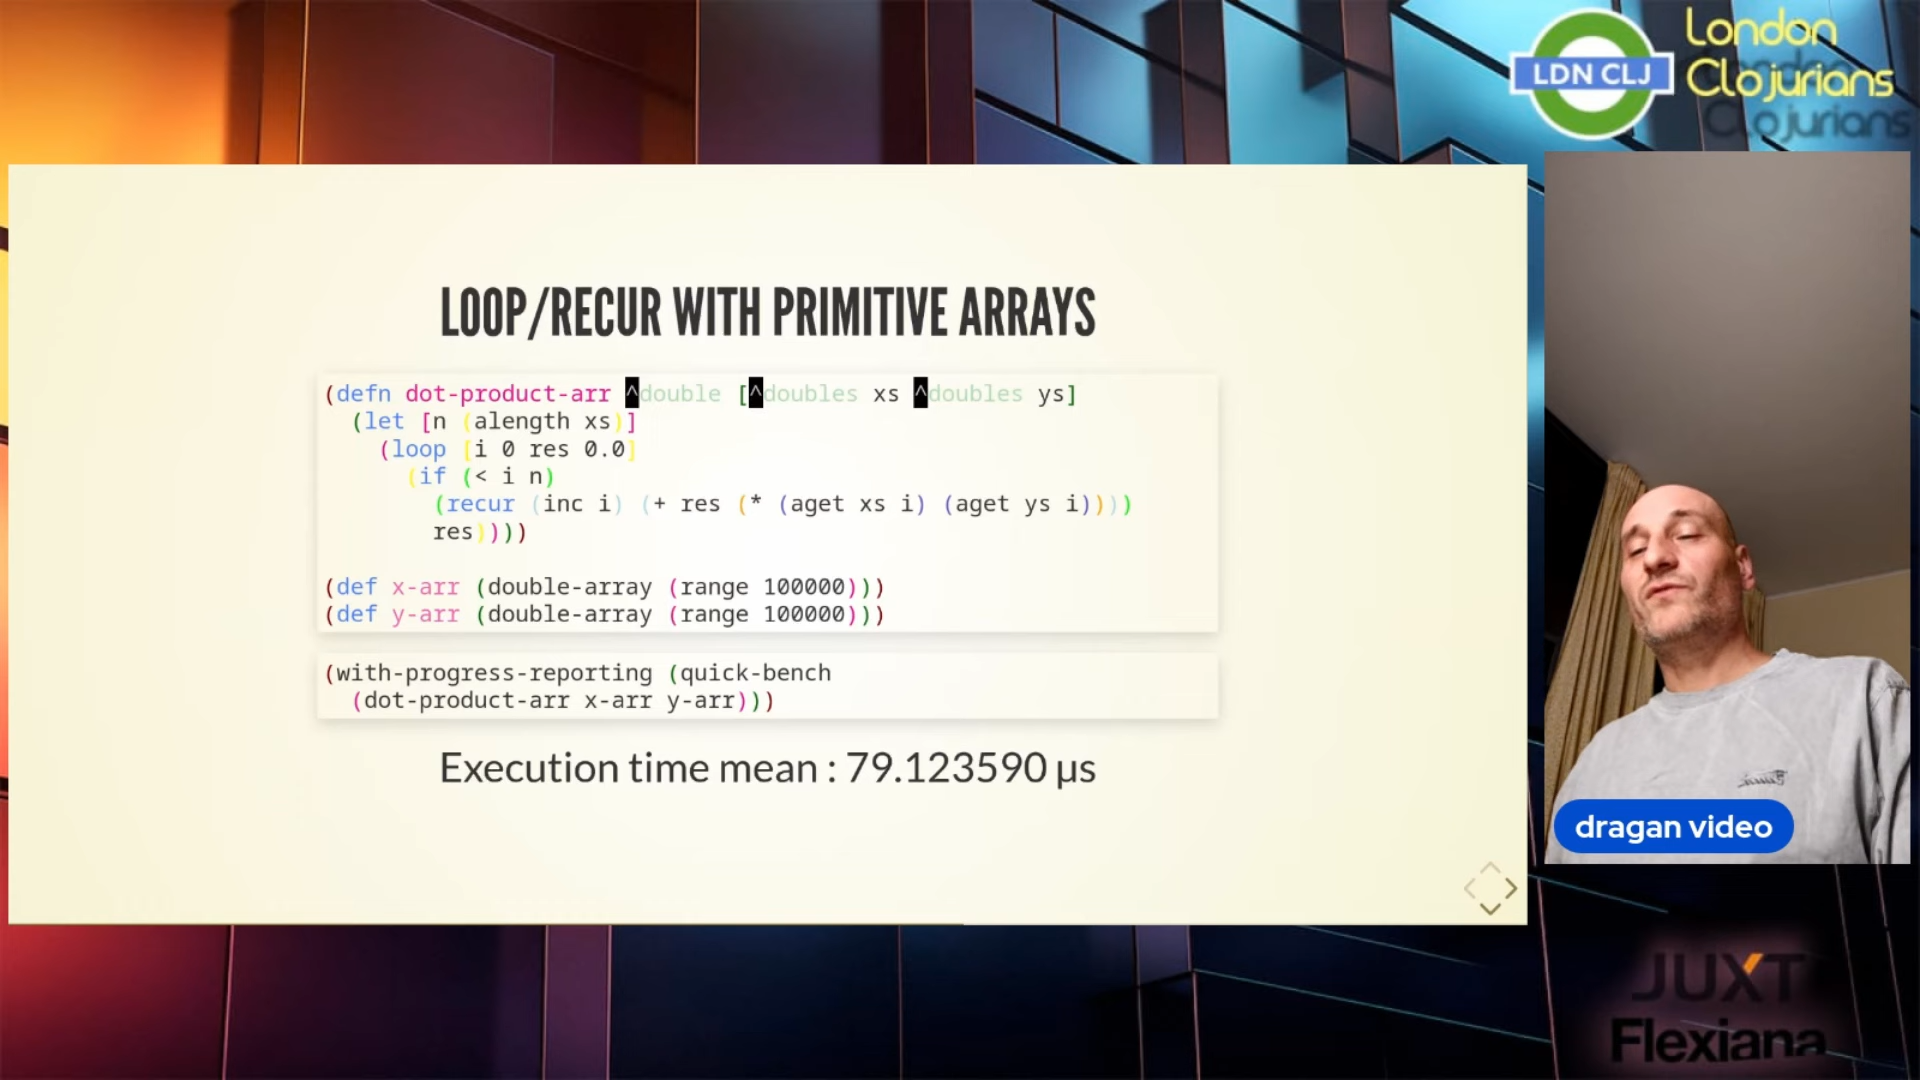 London
LDN CLJ
Clojurians
LOOP/RECUR WITH PRIMITIVE ARRAYS
(defn dot-product-arr ^double [^doubles xs ^doubles ys]
(let [n (alength xs)]
(loop [i 0 res 0.0]
(if (< i n)
(recur (inc i) (+ res (* (aget xs i) (aget ys i))))
res))))
(def x-arr (double-array (range 100000)))
(def y-arr (double-array (range 100000)))
(with-progress-reporting (quick-bench
(dot-product-arr x-arr y-arr)))
Execution time mean : 79.123590 µs
dragan video
JUXT
Flexiana